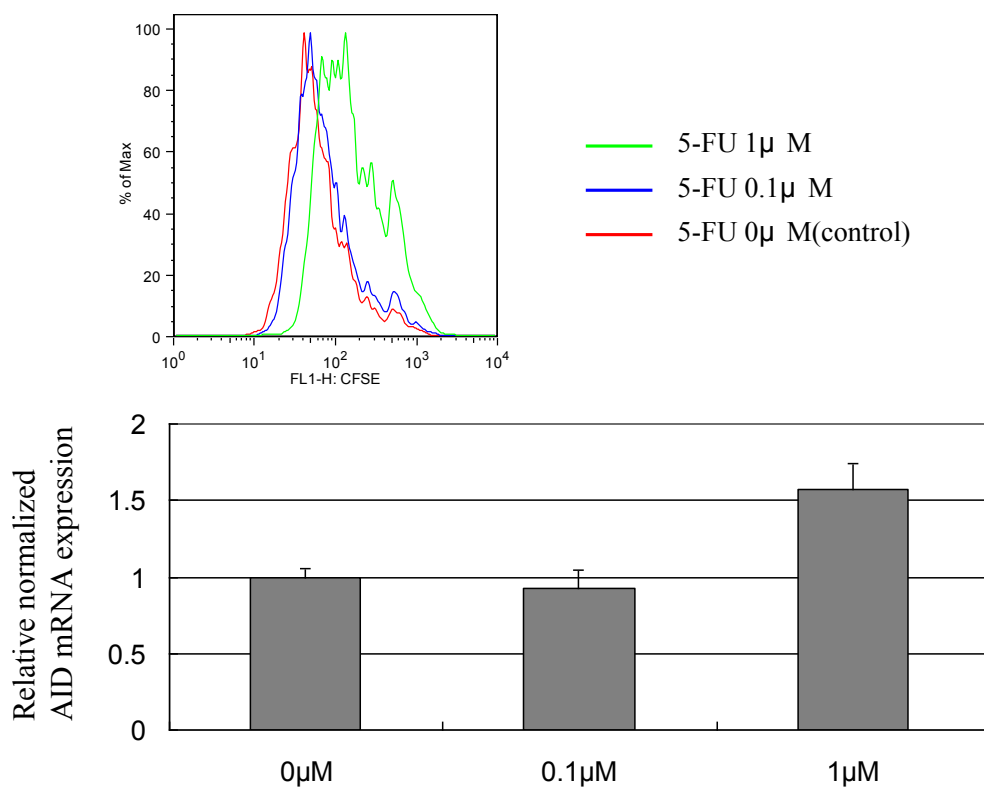 100
80
60
40
20
0
% of Max
10^0 10^1 10^2 10^3 10^4
FL1-H: CFSE
5-FU 1μ M
5-FU 0.1μ M
5-FU 0μ M(control)
Relative normalized
AID mRNA expression
2
1.5
1
0.5
0
0μM 0.1μM 1μM